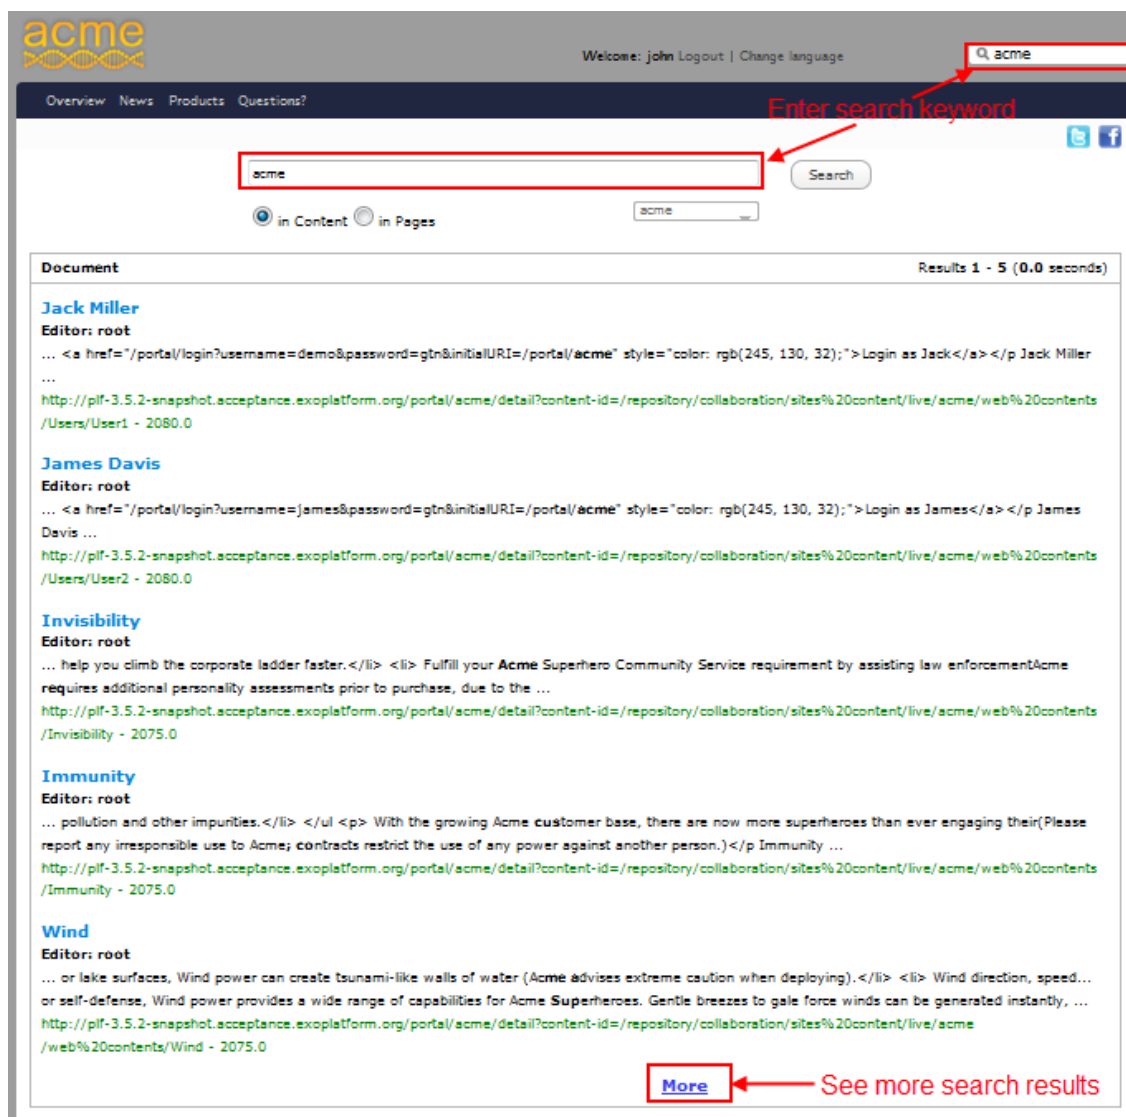 acme
Welcome: john Logout | Change language
acme
Overview News Products Questions?
Enter search keyword
acme
Search
in Content in Pages
acme
Document
Results 1 - 5 (0.0 seconds)
Jack Miller
Editor: root
... <a href="/portal/login?username=demo&password=gtn&initialURI=/portal/acme" style="color: rgb(245, 130, 32);">Login as Jack</a></p Jack Miller
...
http://plf-3.5.2-snapshot.acceptance.exoplatform.org/portal/acme/detail?content-id=/repository/collaboration/sites%20content/live/acme/web%20contents
/Users/User1 - 2080.0
James Davis
Editor: root
... <a href="/portal/login?username=james&password=gtn&initialURI=/portal/acme" style="color: rgb(245, 130, 32);">Login as James</a></p James
Davis ...
http://plf-3.5.2-snapshot.acceptance.exoplatform.org/portal/acme/detail?content-id=/repository/collaboration/sites%20content/live/acme/web%20contents
/Users/User2 - 2080.0
Invisibility
Editor: root
... help you climb the corporate ladder faster.</li> <li> Fulfill your Acme Superhero Community Service requirement by assisting law enforcementAcme
requires additional personality assessments prior to purchase, due to the ...
http://plf-3.5.2-snapshot.acceptance.exoplatform.org/portal/acme/detail?content-id=/repository/collaboration/sites%20content/live/acme/web%20contents
/Invisibility - 2075.0
Immunity
Editor: root
... pollution and other impurities.</li> </ul <p> With the growing Acme customer base, there are now more superheroes than ever engaging their(Please
report any irresponsible use to Acme; contracts restrict the use of any power against another person.)</p Immunity ...
http://plf-3.5.2-snapshot.acceptance.exoplatform.org/portal/acme/detail?content-id=/repository/collaboration/sites%20content/live/acme/web%20contents
/Immunity - 2075.0
Wind
Editor: root
... or lake surfaces, Wind power can create tsunami-like walls of water (Acme advises extreme caution when deploying).</li> <li> Wind direction, speed...
or self-defense, Wind power provides a wide range of capabilities for Acme Superheroes. Gentle breezes to gale force winds can be generated instantly, ...
http://plf-3.5.2-snapshot.acceptance.exoplatform.org/portal/acme/detail?content-id=/repository/collaboration/sites%20content/live/acme
/web%20contents/Wind - 2075.0
More
See more search results